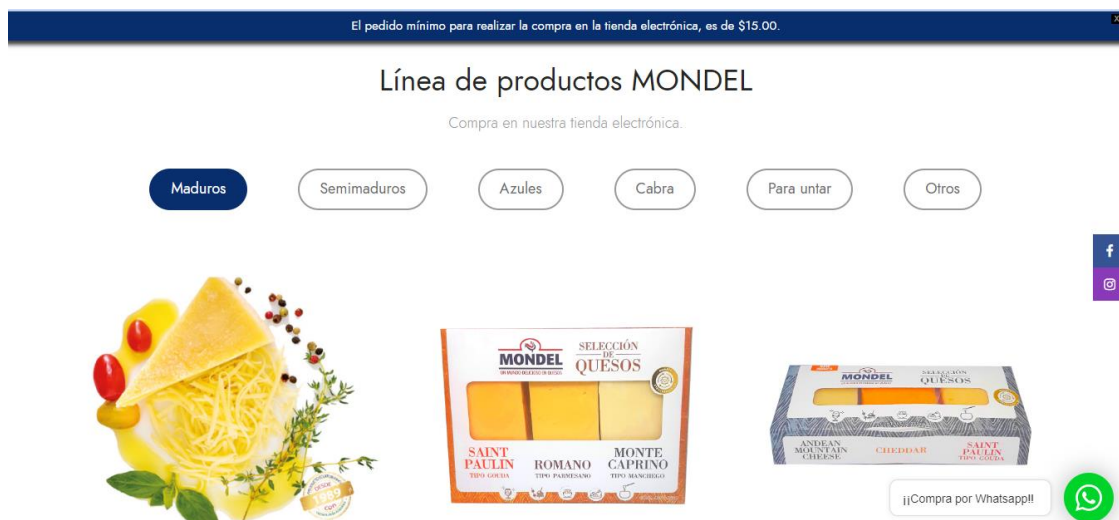 El pedido mínimo para realizar la compra en la tienda electrónica, es de $15.00.
X
Línea de productos MONDEL
Compra en nuestra tienda electrónica.
Maduros
Semimaduros
Azules
Cabra
Para untar
Otros
MONDEL
SELECCIÓN
DE
QUESOS
SAINT
PAULIN
TIPO GOUDA
ROMANO
TIPO PARMESANO
MONTE
CAPRINO
TIPO MANCHEGO
MONDEL
SELECCIÓN
DE
QUESOS
ANDEAN
MOUNTAIN
CHEESE
CHEDDAR
SAINT
PAULIN
TIPO GOUDA
DESDE
1989
¡¡Compra por Whatsapp!!